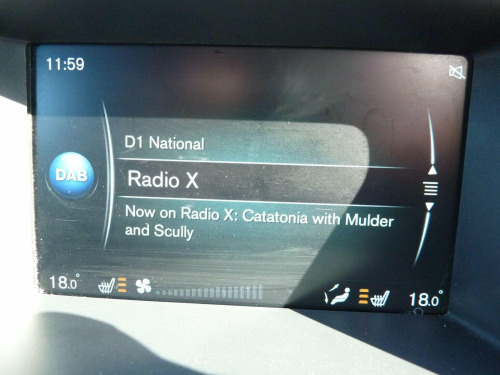 11:59
D1 National
DAB
Radio X
Now on Radio X: Catatonia with Mulder
and Scully
18.0°
18.0°